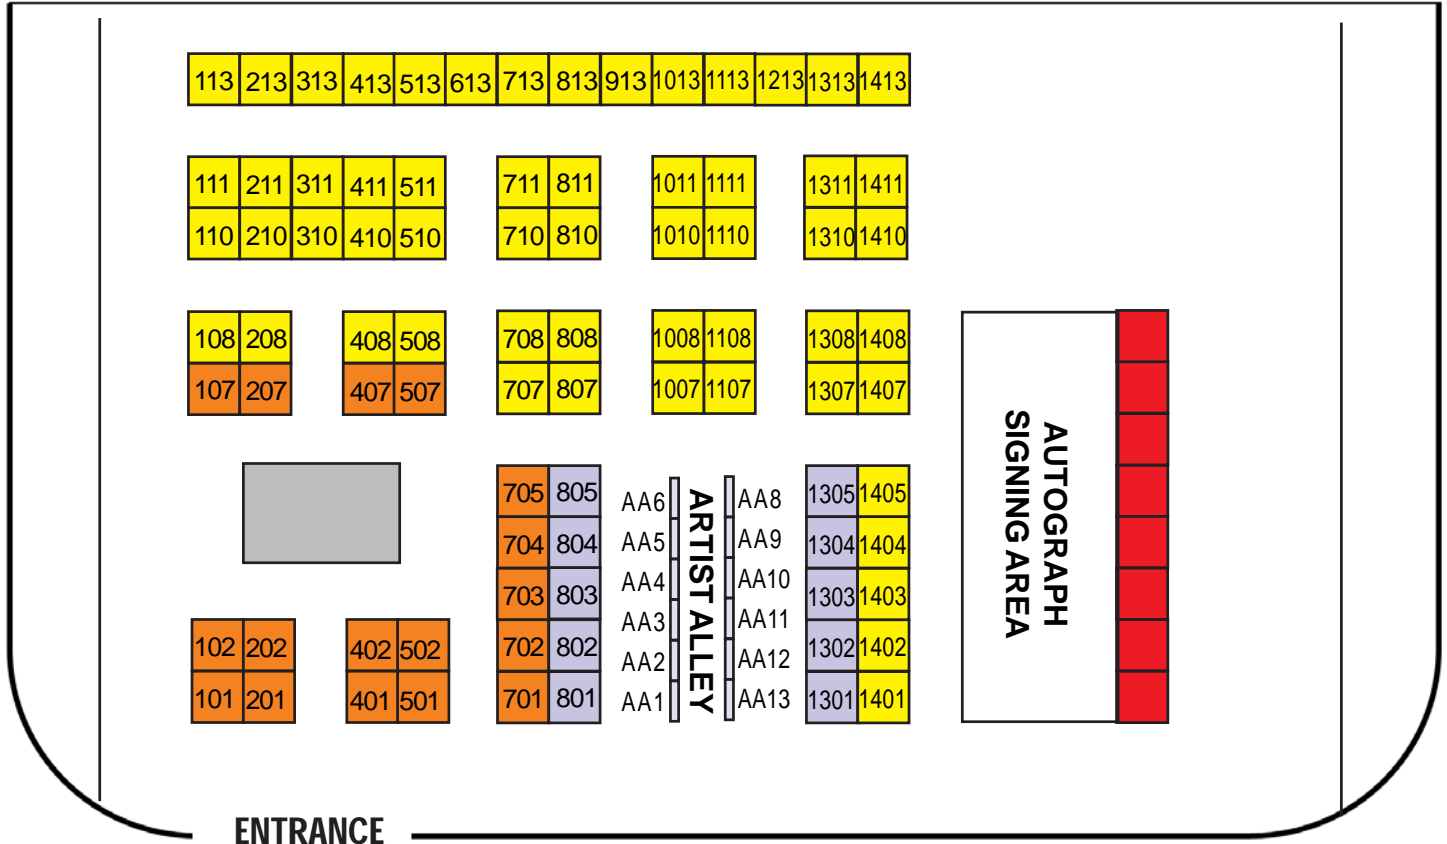 113 213 313 413 513 613 713 813 913 1013 1113 1213 1313 1413
111 211 311 411 511 711 811 1011 1111 1311 1411
110 210 310 410 510 710 810 1010 1110 1310 1410
108 208 408 508 708 808 1008 1108 1308 1408
107 207 407 507 707 807 1007 1107 1307 1407
705 805 AA6 AA8 1305 1405
704 804 AA5 AA9 1304 1404
703 803 AA4 AA10 1303 1403
AA3 AA11
102 202 402 502 702 802 AA2 AA12 1302 1402
101 201 401 501 701 801 AA1 AA13 1301 1401
ARTIST ALLEY
AUTOGRAPH
SIGNING AREA
ENTRANCE